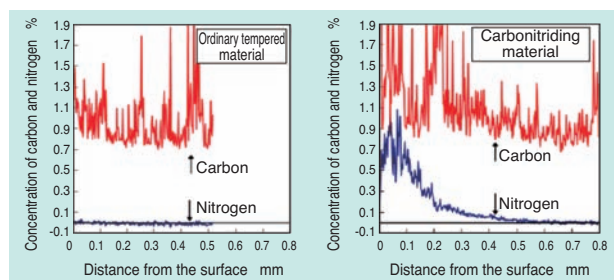 Concentration of carbon and nitrogen %
1.9
1.7
1.5
1.3
1.1
0.9
0.7
0.5
0.3
0.1
-0.1
Ordinary tempered
material
Carbon
Nitrogen
0 0.1 0.2 0.3 0.4 0.5 0.6 0.7 0.8
Distance from the surface mm
Concentration of carbon and nitrogen %
1.9
1.7
1.5
1.3
1.1
0.9
0.7
0.5
0.3
0.1
-0.1
Carbonitriding
material
Carbon
Nitrogen
0 0.1 0.2 0.3 0.4 0.5 0.6 0.7 0.8
Distance from the surface mm